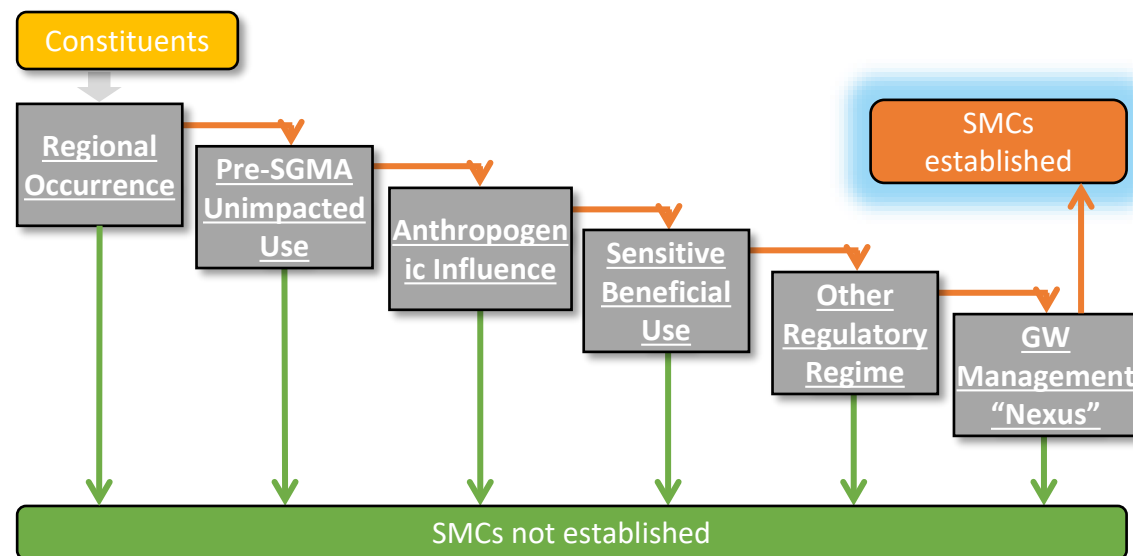 Constituents
Regional
Occurrence
Pre-SGMA
Unimpacted
Use
Anthropogen
ic Influence
Sensitive
Beneficial
Use
Other
Regulatory
Regime
GW
Management
“Nexus”
SMCs
established
SMCs not established